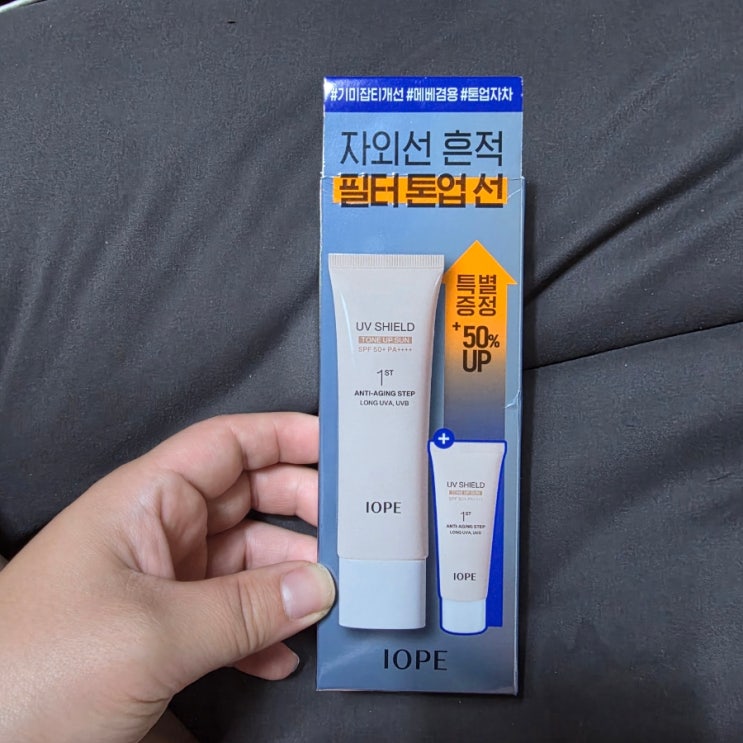 #기미잡티개선 #메베겸용 #톤업자차
자외선 흔적
필터 톤업 선
특별
증정
+50%
UP
UV SHIELD
TONE UP SUN
SPF 50+ PA++++
1ST
ANTI-AGING STEP
LONG UVA, UVB
IOPE
+
UV SHIELD
TONE UP SUN
SPF 50+ PA++++
1ST
ANTI-AGING STEP
LONG UVA, UVB
IOPE
IOPE